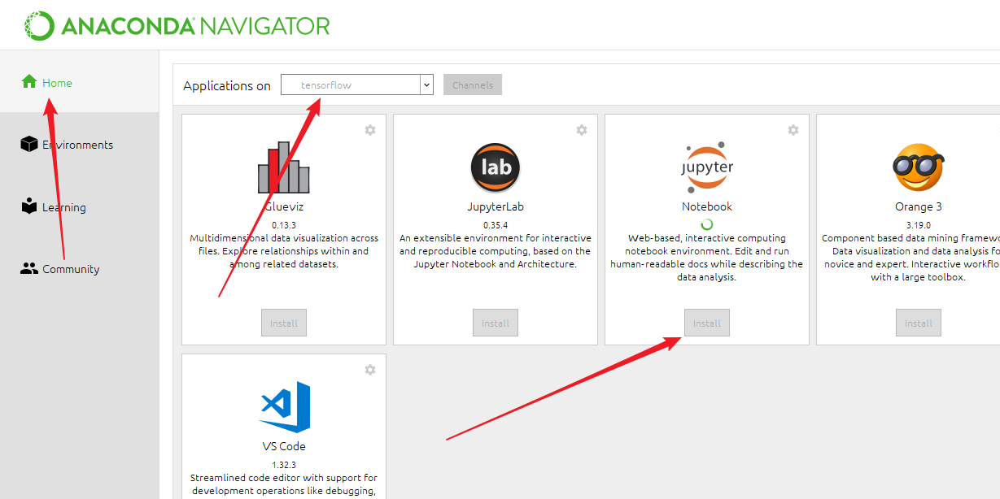 ANACONDA NAVIGATOR
Home
Environments
Learning
Community
Applications on
tensorflow
Channels
Glueviz
0.13.3
Multidimensional data visualization across
files. Explore relationships within and
among related datasets.
Install
lab
JupyterLab
0.35.4
An extensible environment for interactive
and reproducible computing, based on the
Jupyter Notebook and Architecture.
Install
jupyter
Notebook
Web-based, interactive computing
notebook environment. Edit and run
human-readable docs while describing the
data analysis.
Install
Orange 3
3.19.0
Component based data mining framewo
Data visualization and data analysis fo
novice and expert. Interactive workflo
with a large toolbox.
Install
VS Code
1.32.3
Streamlined code editor with support for
development operations like debugging,